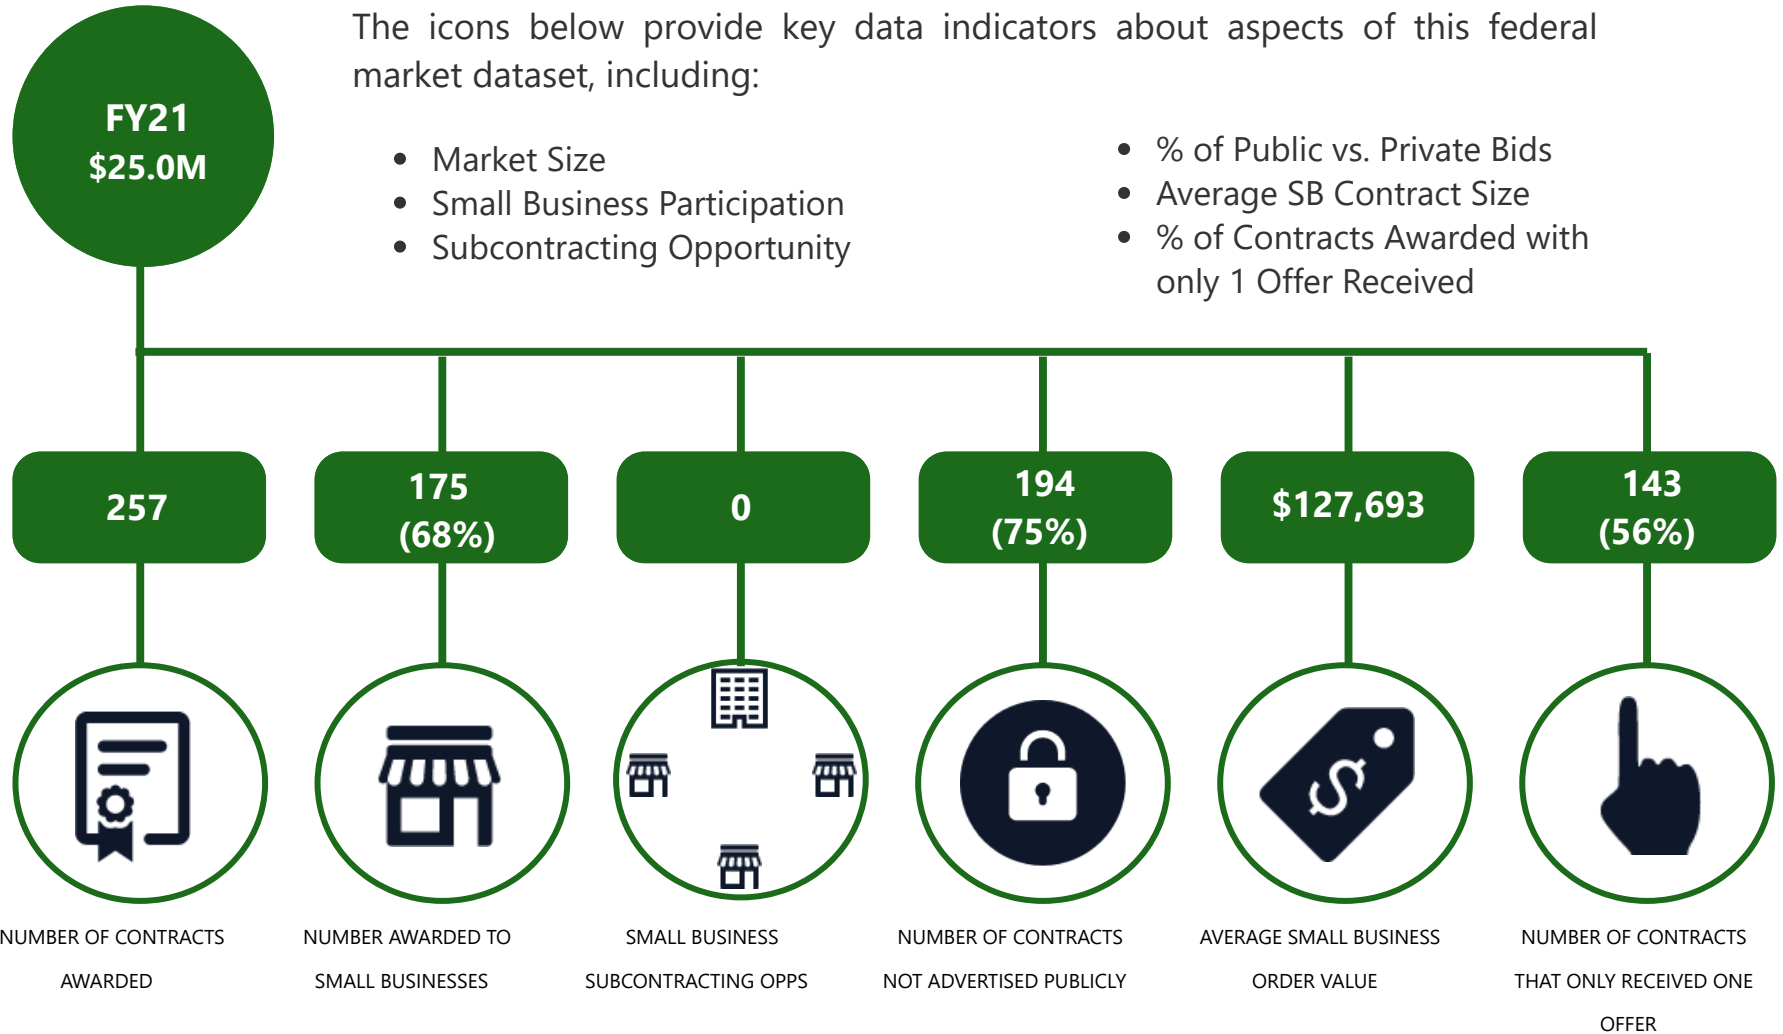 The icons below provide key data indicators about aspects of this federal
market dataset, including:
FY21
$25.0M
• Market Size
• Small Business Participation
• Subcontracting Opportunity
• % of Public vs. Private Bids
• Average SB Contract Size
• % of Contracts Awarded with
only 1 Offer Received
257
175
(68%)
0
194
(75%)
$127,693
143
(56%)
$
NUMBER OF CONTRACTS
AWARDED
NUMBER AWARDED TO
SMALL BUSINESSES
SMALL BUSINESS
SUBCONTRACTING OPPS
NUMBER OF CONTRACTS
NOT ADVERTISED PUBLICLY
AVERAGE SMALL BUSINESS
ORDER VALUE
NUMBER OF CONTRACTS
THAT ONLY RECEIVED ONE
OFFER